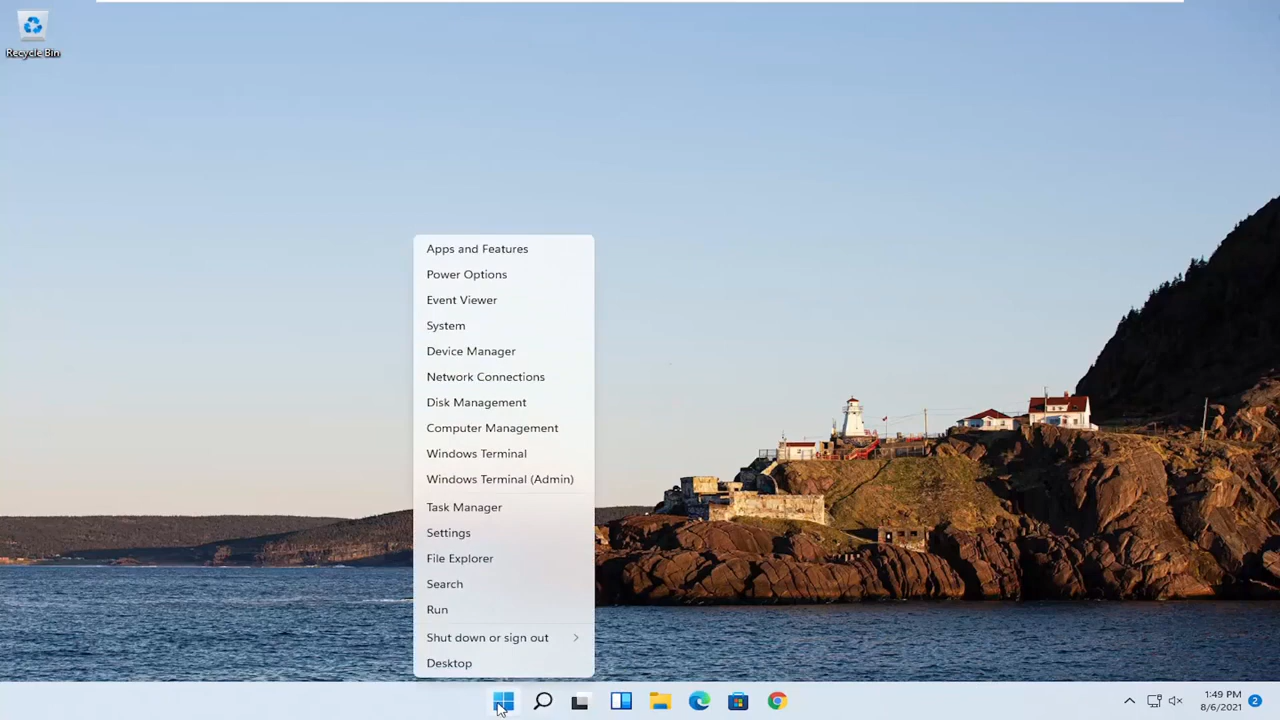 Recycle Bin
Apps and Features
Power Options
Event Viewer
System
Device Manager
Network Connections
Disk Management
Computer Management
Windows Terminal
Windows Terminal (Admin)
Task Manager
Settings
File Explorer
Search
Run
Shut down or sign out
Desktop
1:49 PM
8/6/2021
2